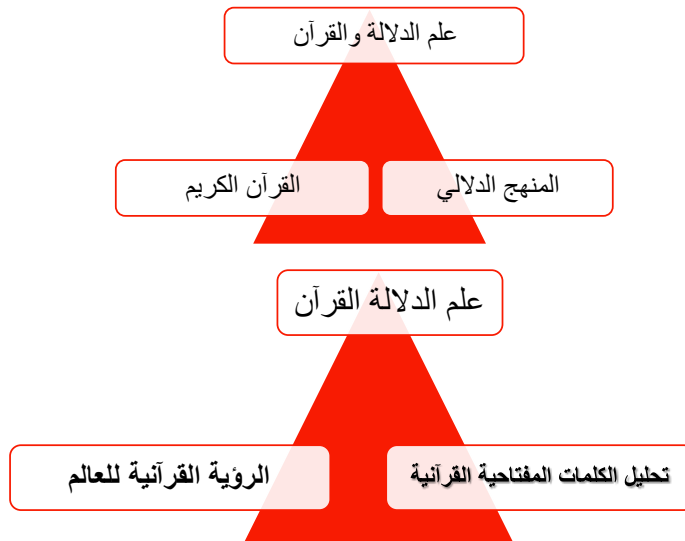 علم الدلالة والقرآن
المنهج الدلالي
القرآن الكريم
علم الدلالة القرآن
تحليل الكلمات المفتاحية القرآنية
الرؤية القرآنية للعالم